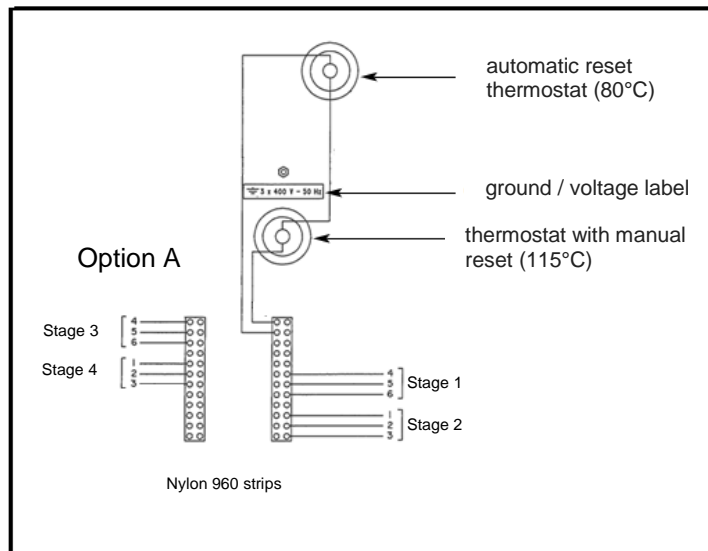 automatic reset
thermostat (80°C)
3 x 400 V - 50 Hz
ground / voltage label
thermostat with manual
reset (115°C)
Option A
Stage 3
4
5
6
Stage 4
1
2
3
4
5
6
Stage 1
1
2
3
Stage 2
Nylon 960 strips